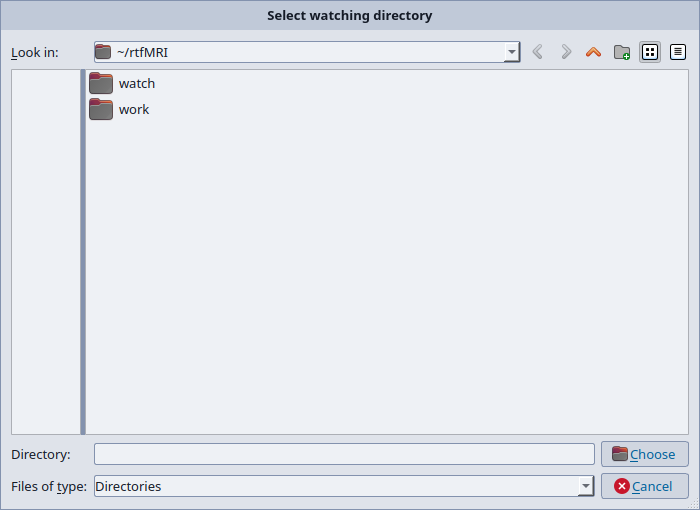 Select watching directory
Look in: ~/rtfMRI
watch
work
Directory: Choose
Files of type: Directories Cancel